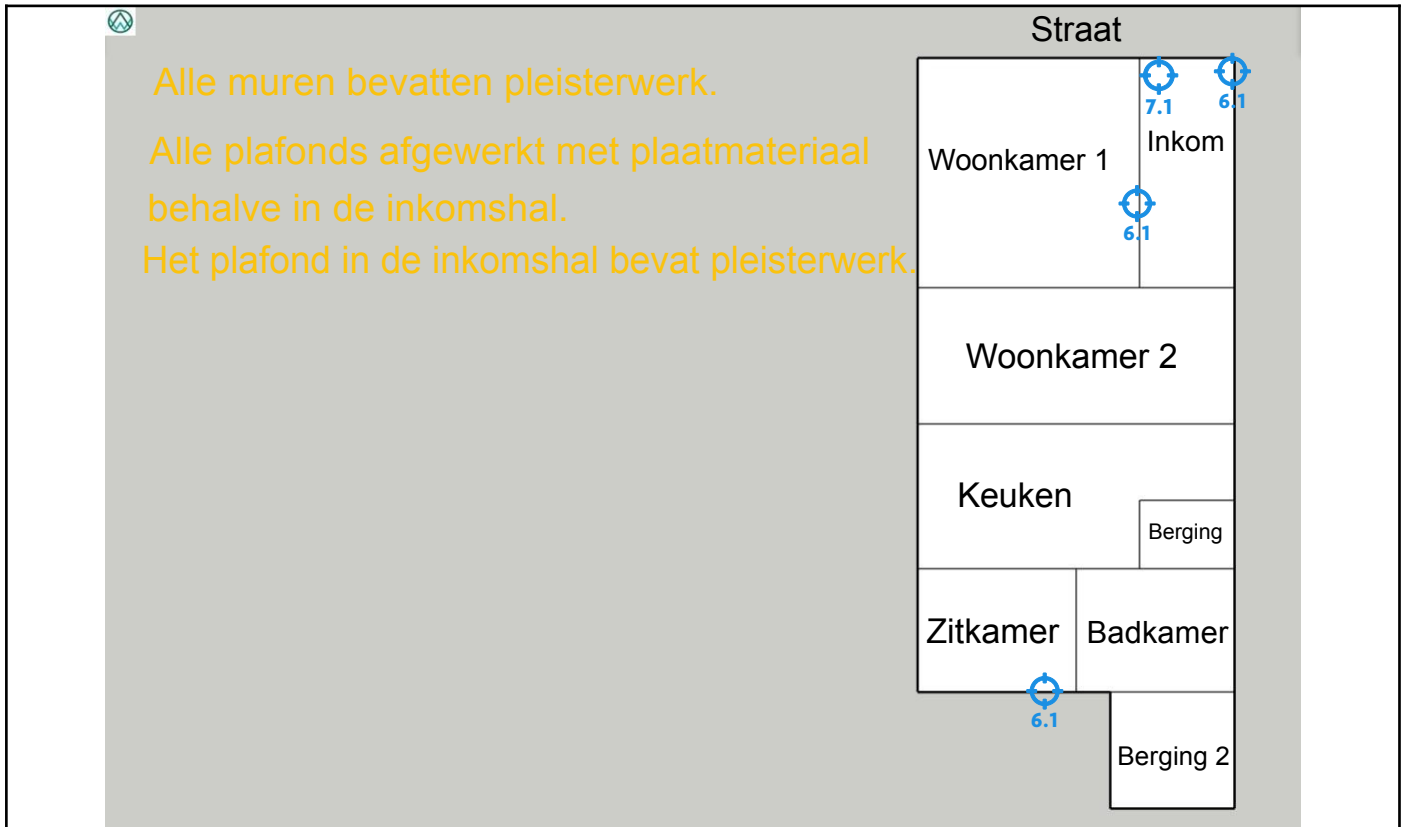 Straat
Alle muren bevatten pleisterwerk.
Alle plafonds afgewerkt met plaatmateriaal
behalve in de inkomshal.
Het plafond in de inkomshal bevat pleisterwerk.
7.1
6.1
Inkom
Woonkamer 1
6.1
Woonkamer 2
Keuken
Berging
Zitkamer
Badkamer
6.1
Berging 2